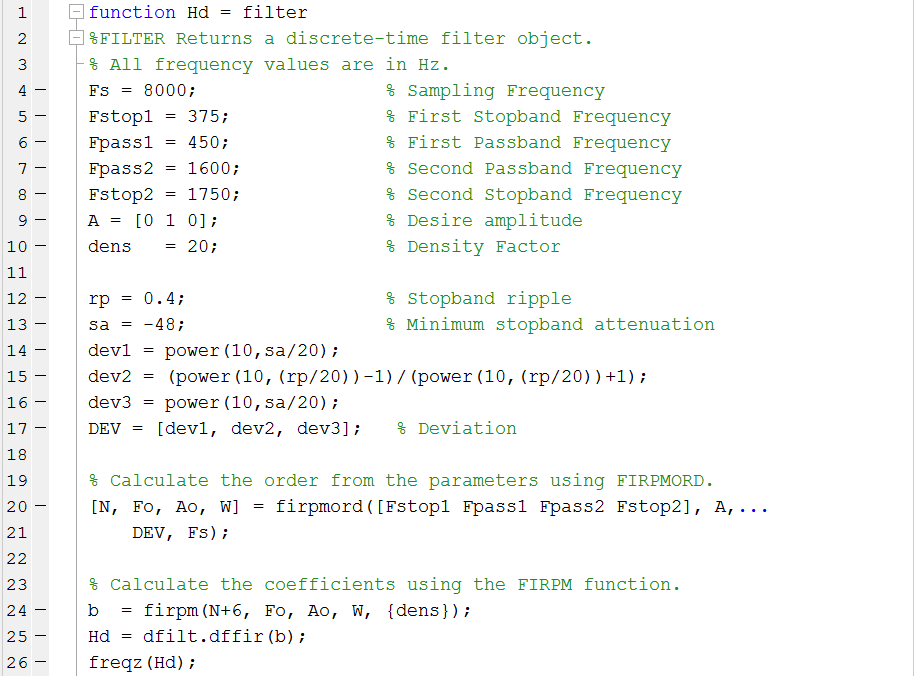 1 function Hd = filter
2 %FILTER Returns a discrete-time filter object.
3 % All frequency values are in Hz.
4 Fs = 8000; % Sampling Frequency
5 Fstop1 = 375; % First Stopband Frequency
6 Fpass1 = 450; % First Passband Frequency
7 Fpass2 = 1600; % Second Passband Frequency
8 Fstop2 = 1750; % Second Stopband Frequency
9 A = [0 1 0]; % Desire amplitude
10 dens = 20; % Density Factor
11
12 rp = 0.4; % Stopband ripple
13 sa = -48; % Minimum stopband attenuation
14 dev1 = power(10,sa/20);
15 dev2 = (power(10,(rp/20))-1)/(power(10,(rp/20))+1);
16 dev3 = power(10,sa/20);
17 DEV = [dev1, dev2, dev3]; % Deviation
18
19 % Calculate the order from the parameters using FIRPMORD.
20 [N, Fo, Ao, W] = firpmord([Fstop1 Fpass1 Fpass2 Fstop2], A,...
21 DEV, Fs);
22
23 % Calculate the coefficients using the FIRPM function.
24 b = firpm(N+6, Fo, Ao, W, {dens});
25 Hd = dfilt.dffir(b);
26 freqz(Hd);